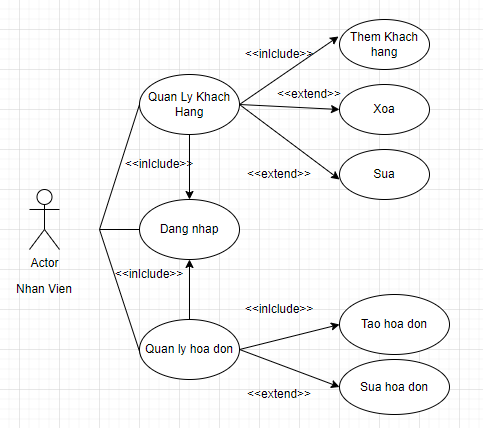 Them Khach
hang
<<inlclude>>
Quan Ly Khach
Hang
<<extend>>
Xoa
<<inlclude>>
<<extend>>
Sua
Dang nhap
Actor
Nhan Vien
<<inlclude>>
<<inlclude>>
Tao hoa don
Quan ly hoa don
<<extend>>
Sua hoa don